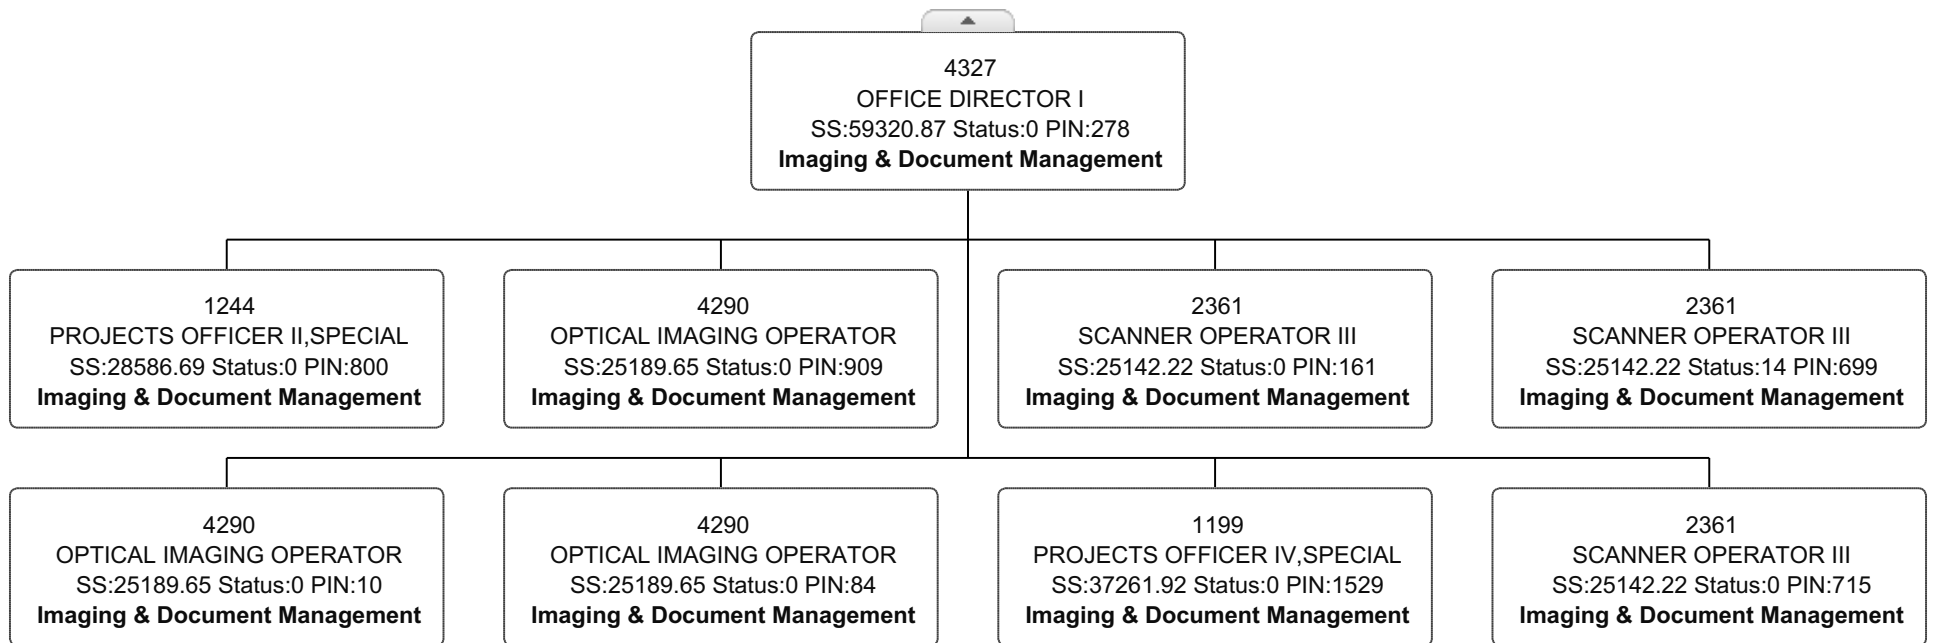 4327
OFFICE DIRECTOR I
SS:59320.87 Status:0 PIN:278
Imaging & Document Management
1244
PROJECTS OFFICER II,SPECIAL
SS:28586.69 Status:0 PIN:800
Imaging & Document Management
4290
OPTICAL IMAGING OPERATOR
SS:25189.65 Status:0 PIN:909
Imaging & Document Management
2361
SCANNER OPERATOR III
SS:25142.22 Status:0 PIN:161
Imaging & Document Management
2361
SCANNER OPERATOR III
SS:25142.22 Status:14 PIN:699
Imaging & Document Management
4290
OPTICAL IMAGING OPERATOR
SS:25189.65 Status:0 PIN:10
Imaging & Document Management
4290
OPTICAL IMAGING OPERATOR
SS:25189.65 Status:0 PIN:84
Imaging & Document Management
1199
PROJECTS OFFICER IV,SPECIAL
SS:37261.92 Status:0 PIN:1529
Imaging & Document Management
2361
SCANNER OPERATOR III
SS:25142.22 Status:0 PIN:715
Imaging & Document Management